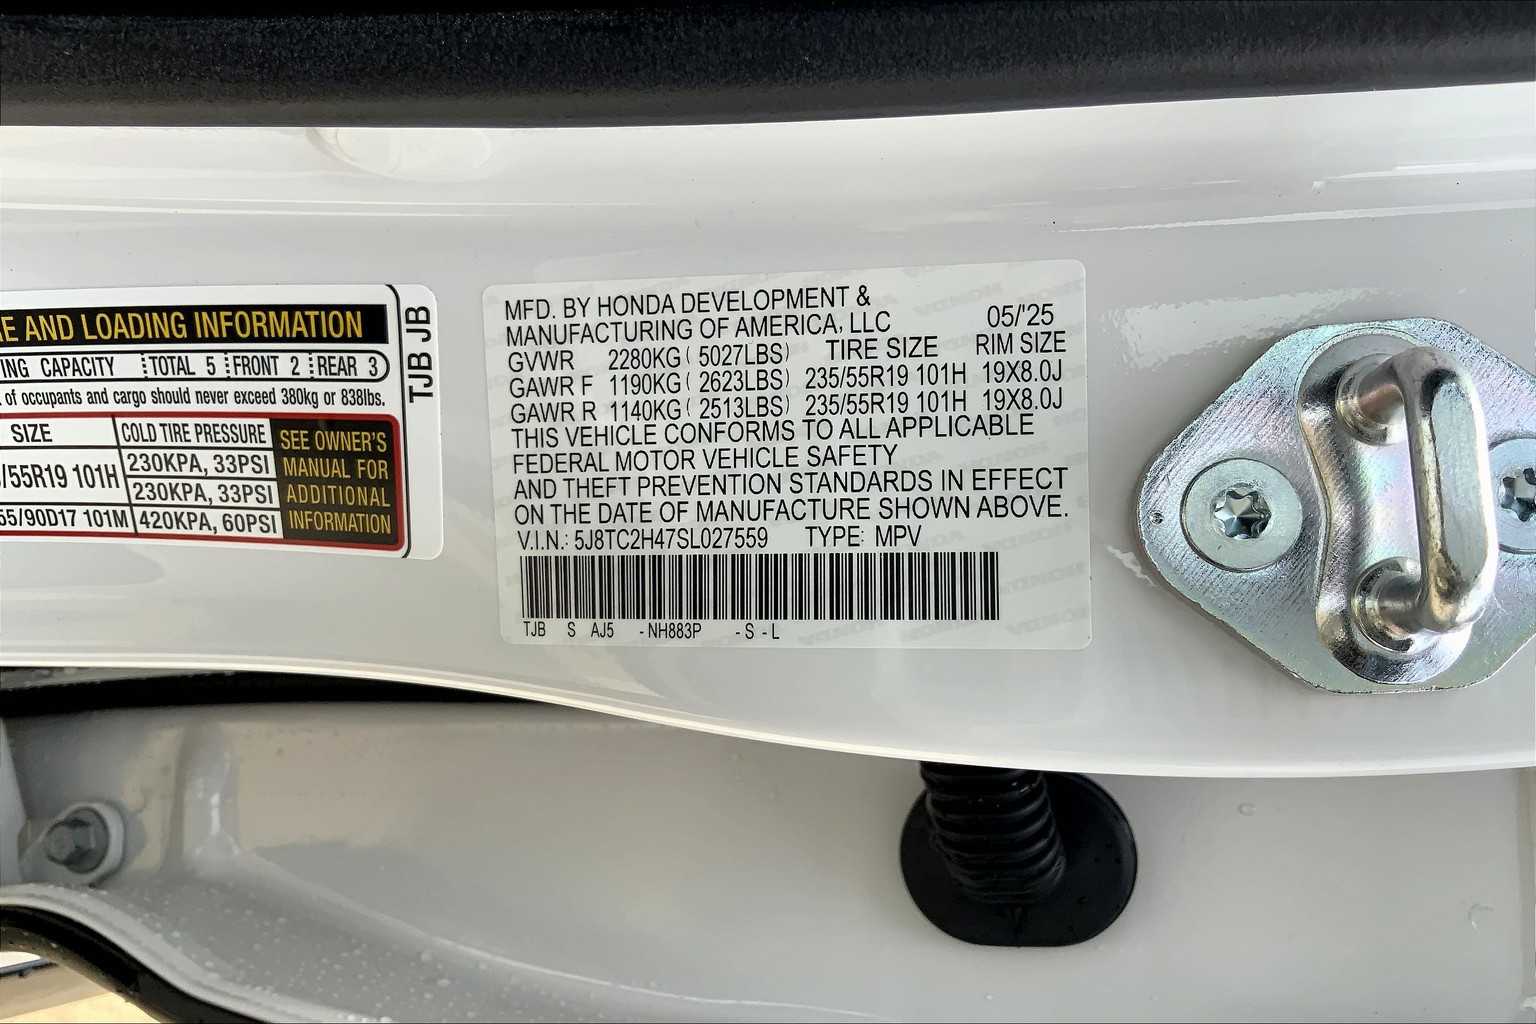 E AND LOADING INFORMATION
ING CAPACITY TOTAL 5 FRONT 2 REAR 3
of occupants and cargo should never exceed 380kg or 838lbs.
SIZE COLD TIRE PRESSURE SEE OWNER'S MANUAL FOR ADDITIONAL INFORMATION
/55R19 101H 230KPA, 33PSI
230KPA, 33PSI
55/90D17 101M 420KPA, 60PSI
TJB JB
MFD. BY HONDA DEVELOPMENT &
MANUFACTURING OF AMERICA, LLC 05/'25
GVWR 2280KG ( 5027LBS) TIRE SIZE RIM SIZE
GAWR F 1190KG ( 2623LBS) 235/55R19 101H 19X8.0J
GAWR R 1140KG ( 2513LBS) 235/55R19 101H 19X8.0J
THIS VEHICLE CONFORMS TO ALL APPLICABLE
FEDERAL MOTOR VEHICLE SAFETY
AND THEFT PREVENTION STANDARDS IN EFFECT
ON THE DATE OF MANUFACTURE SHOWN ABOVE.
V.I.N.: 5J8TC2H47SL027559 TYPE: MPV
TJB S AJ5 -NH883P -S -L